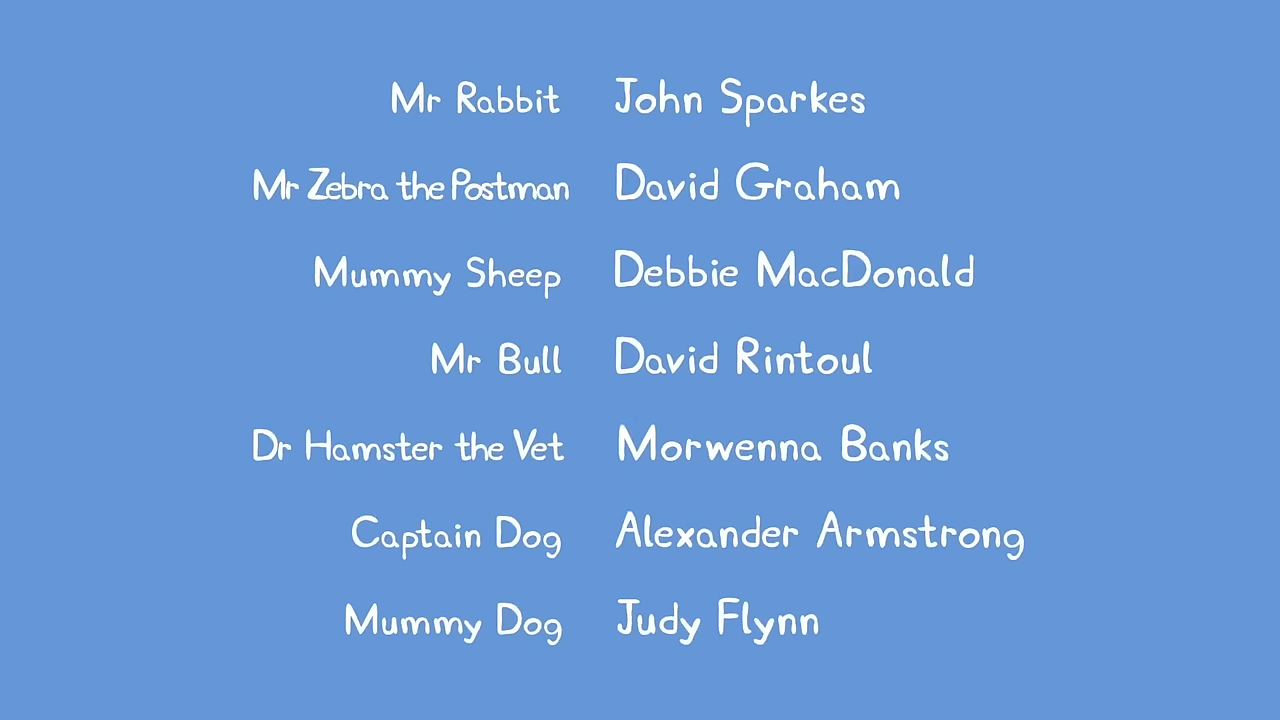 Mr Rabbit John Sparkes
Mr Zebra the Postman David Graham
Mummy Sheep Debbie MacDonald
Mr Bull David Rintoul
Dr Hamster the Vet Morwenna Banks
Captain Dog Alexander Armstrong
Mummy Dog Judy Flynn